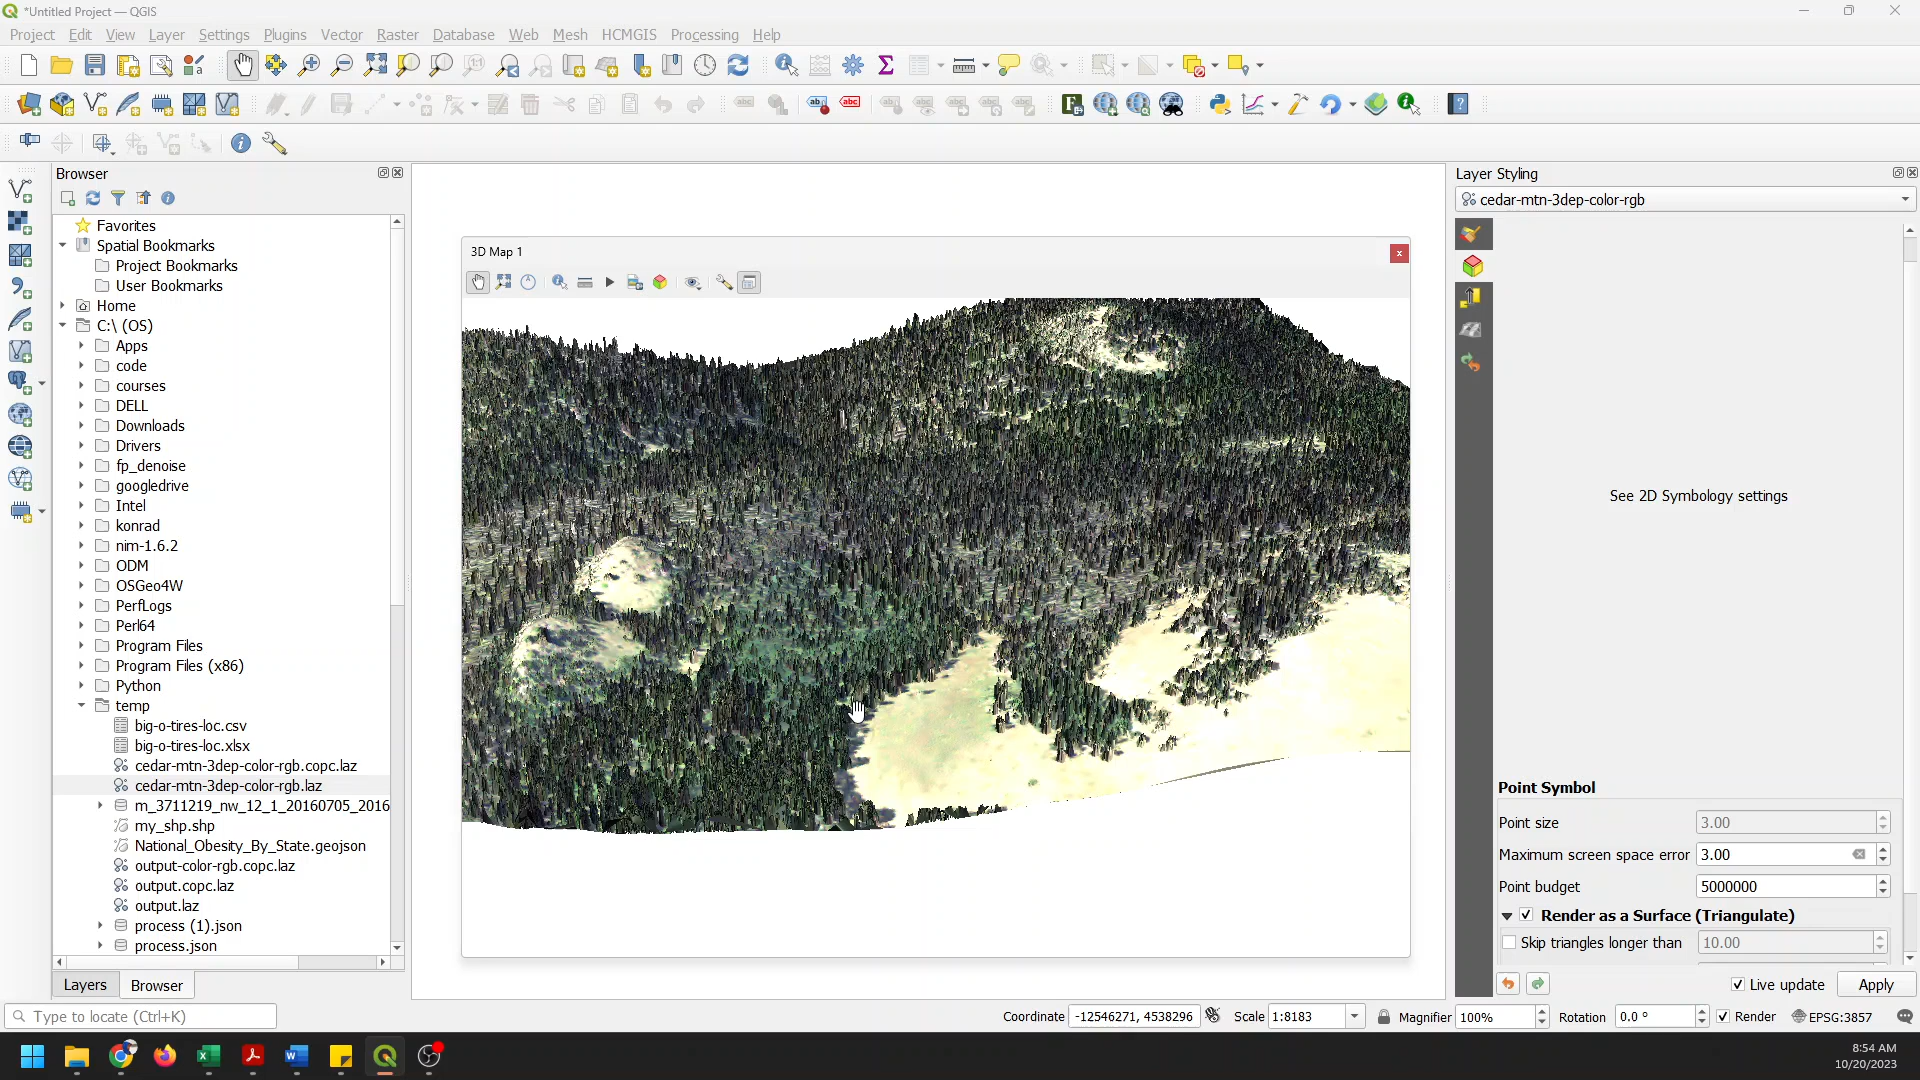 *Untitled Project — QGIS
Project Edit View Layer Settings Plugins Vector Raster Database Web Mesh HCMGIS Processing Help
Browser
Favorites
Spatial Bookmarks
Project Bookmarks
User Bookmarks
Home
C:\ (OS)
Apps
code
courses
DELL
Downloads
Drivers
fp_denoise
googledrive
Intel
konrad
nim-1.6.2
ODM
OSGeo4W
PerfLogs
Perl64
Program Files
Program Files (x86)
Python
temp
big-o-tires-loc.csv
big-o-tires-loc.xlsx
cedar-mtn-3dep-color-rgb.copc.laz
cedar-mtn-3dep-color-rgb.laz
m_3711219_nw_12_1_20160705_2016
my_shp.shp
National_Obesity_By_State.geojson
output-color-rgb.copc.laz
output.copc.laz
output.laz
process (1).json
process.json
Layers Browser
3D Map 1
Layer Styling
cedar-mtn-3dep-color-rgb
See 2D Symbology settings
Point Symbol
Point size 3.00
Maximum screen space error 3.00
Point budget 5000000
Render as a Surface (Triangulate)
Skip triangles longer than 10.00
Live update Apply
Type to locate (Ctrl+K)
Coordinate -12546271, 4538296 Scale 1:8183 Magnifier 100% Rotation 0.0 ° Render EPSG:3857
8:54 AM
10/20/2023